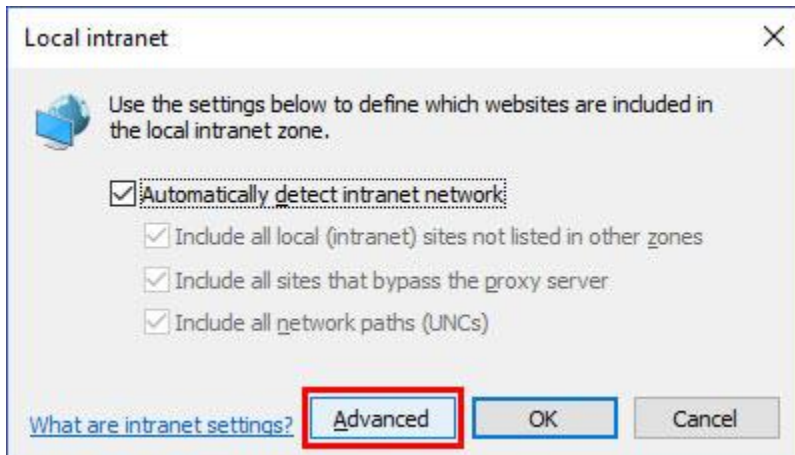 Local intranet
Use the settings below to define which websites are included in
the local intranet zone.
Automatically detect intranet network
Include all local (intranet) sites not listed in other zones
Include all sites that bypass the proxy server
Include all network paths (UNCs)
What are intranet settings? Advanced OK Cancel